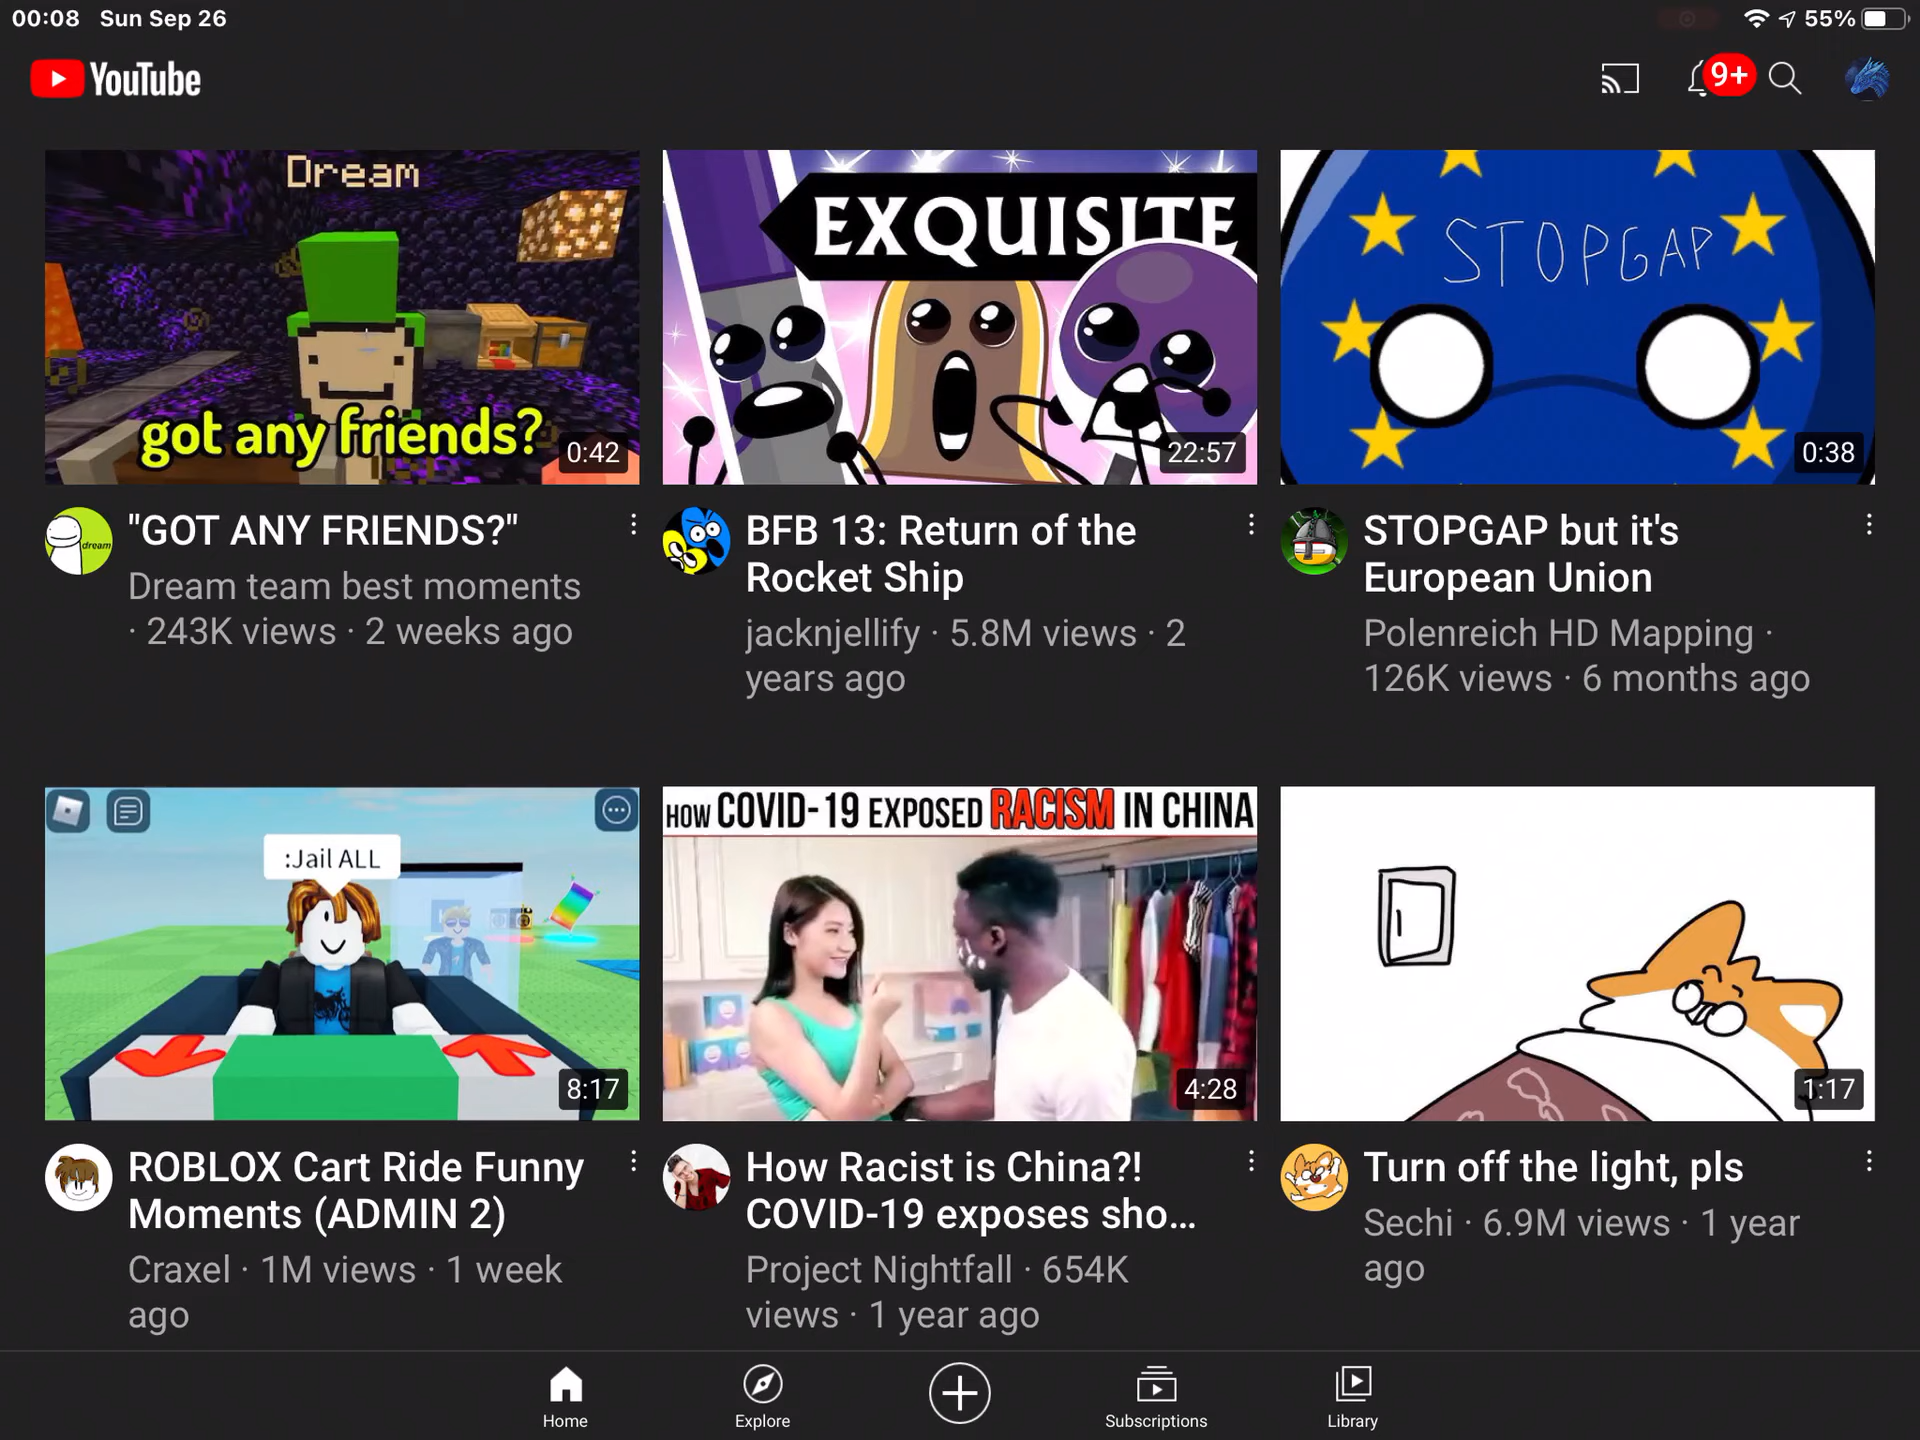 00:08 Sun Sep 26
55%
YouTube
9+
Dream
got any friends?
0:42
EXQUISITE
22:57
STOPGAP
0:38
dream
"GOT ANY FRIENDS?"
Dream team best moments
· 243K views · 2 weeks ago
BFB 13: Return of the
Rocket Ship
jacknjellify · 5.8M views · 2
years ago
STOPGAP but it's
European Union
Polenreich HD Mapping ·
126K views · 6 months ago
:Jail ALL
8:17
HOW COVID-19 EXPOSED RACISM IN CHINA
4:28
1:17
ROBLOX Cart Ride Funny
Moments (ADMIN 2)
Craxel · 1M views · 1 week
ago
How Racist is China?!
COVID-19 exposes sho...
Project Nightfall · 654K
views · 1 year ago
Turn off the light, pls
Sechi · 6.9M views · 1 year
ago
Home
Explore
Subscriptions
Library